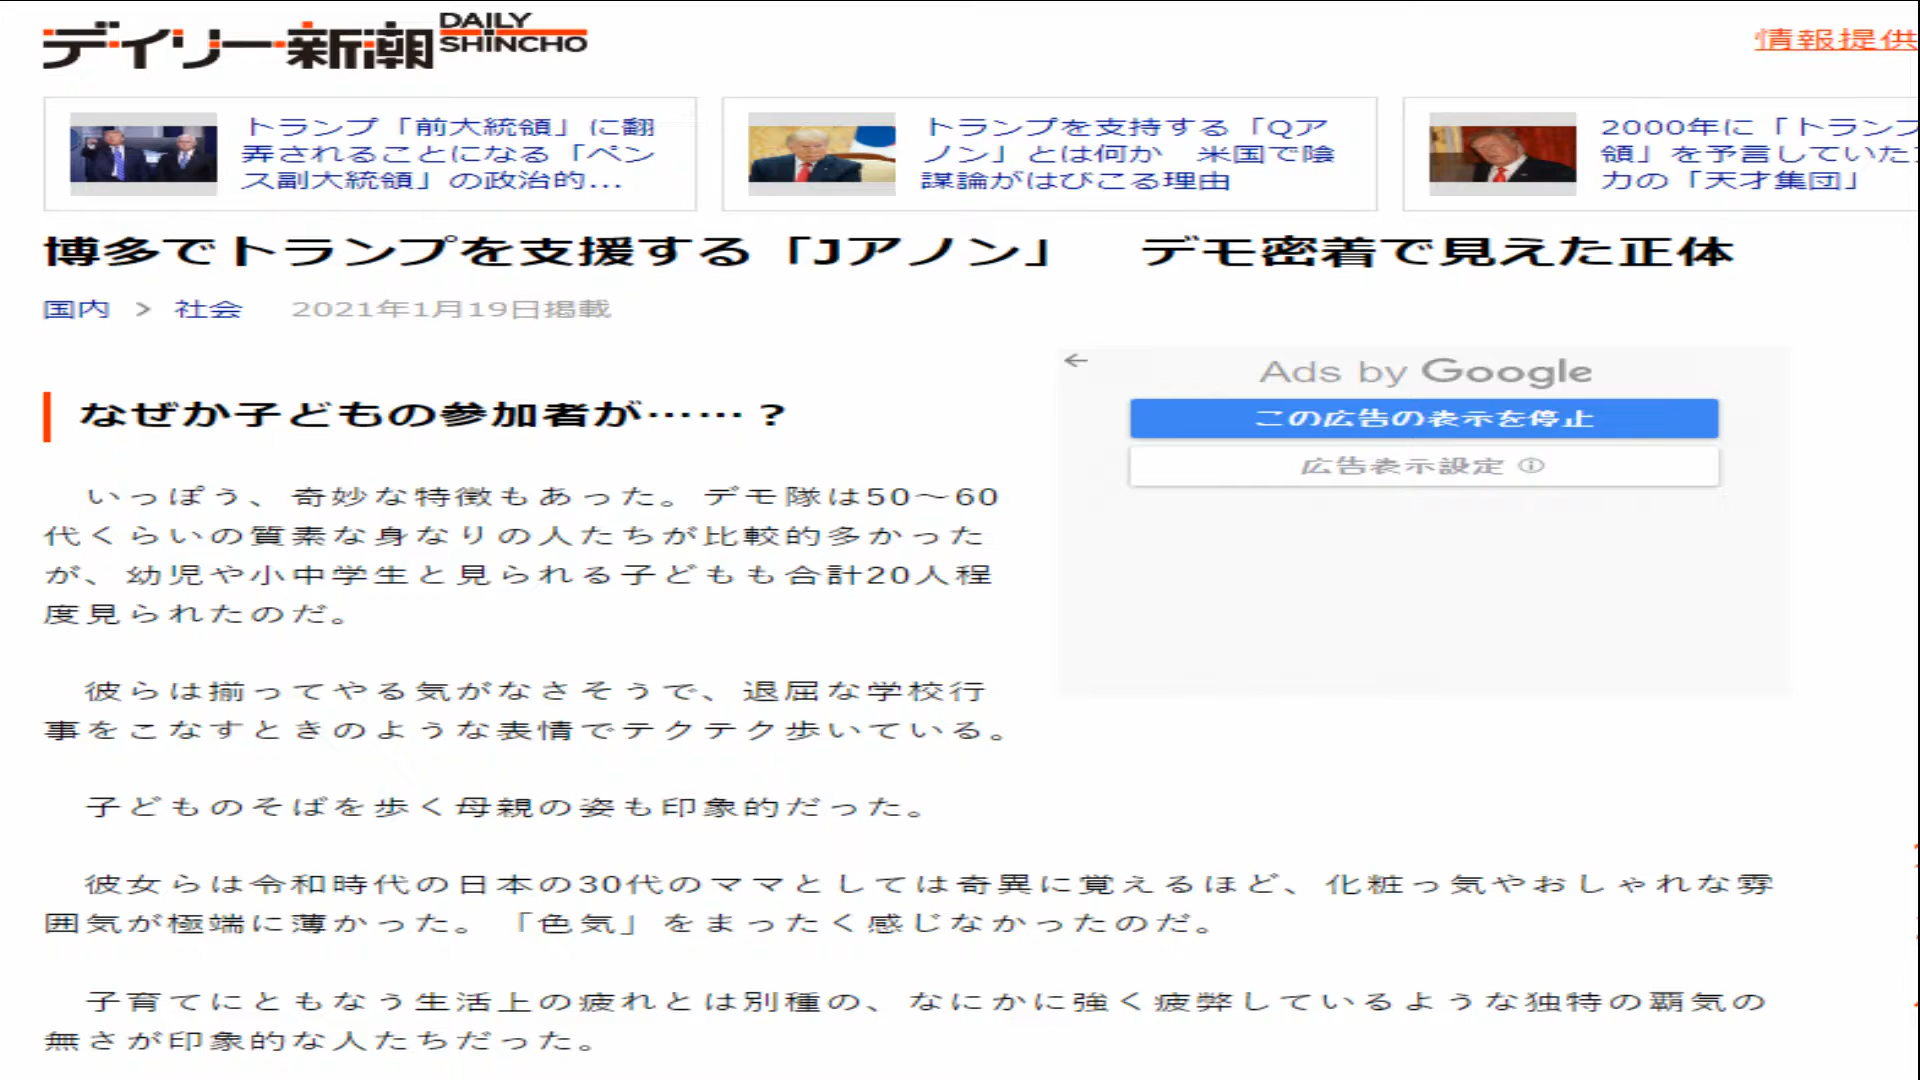 デイリー新潮 DAILY SHINCHO
情報提供
トランプ「前大統領」に翻
弄されることになる「ペン
ス副大統領」の政治的...
トランプを支持する「Qア
ノン」とは何か　米国で陰
謀論がはびこる理由
2000年に「トランプ
領」を予言していた
力の「天才集団」
博多でトランプを支援する「Jアノン」　デモ密着で見えた正体
国内 > 社会 2021年1月19日掲載
Ads by Google
この広告の表示を停止
広告表示設定
なぜか子どもの参加者が……？
いっぽう、奇妙な特徴もあった。デモ隊は50～60
代くらいの質素な身なりの人たちが比較的多かった
が、幼児や小中学生と見られる子どもも合計20人程
度見られたのだ。
彼らは揃ってやる気がなさそうで、退屈な学校行
事をこなすときのような表情でテクテク歩いている。
子どものそばを歩く母親の姿も印象的だった。
彼女らは令和時代の日本の30代のママとしては奇異に覚えるほど、化粧っ気やおしゃれな雰
囲気が極端に薄かった。「色気」をまったく感じなかったのだ。
子育てにともなう生活上の疲れとは別種の、なにかに強く疲弊しているような独特の覇気の
無さが印象的な人たちだった。